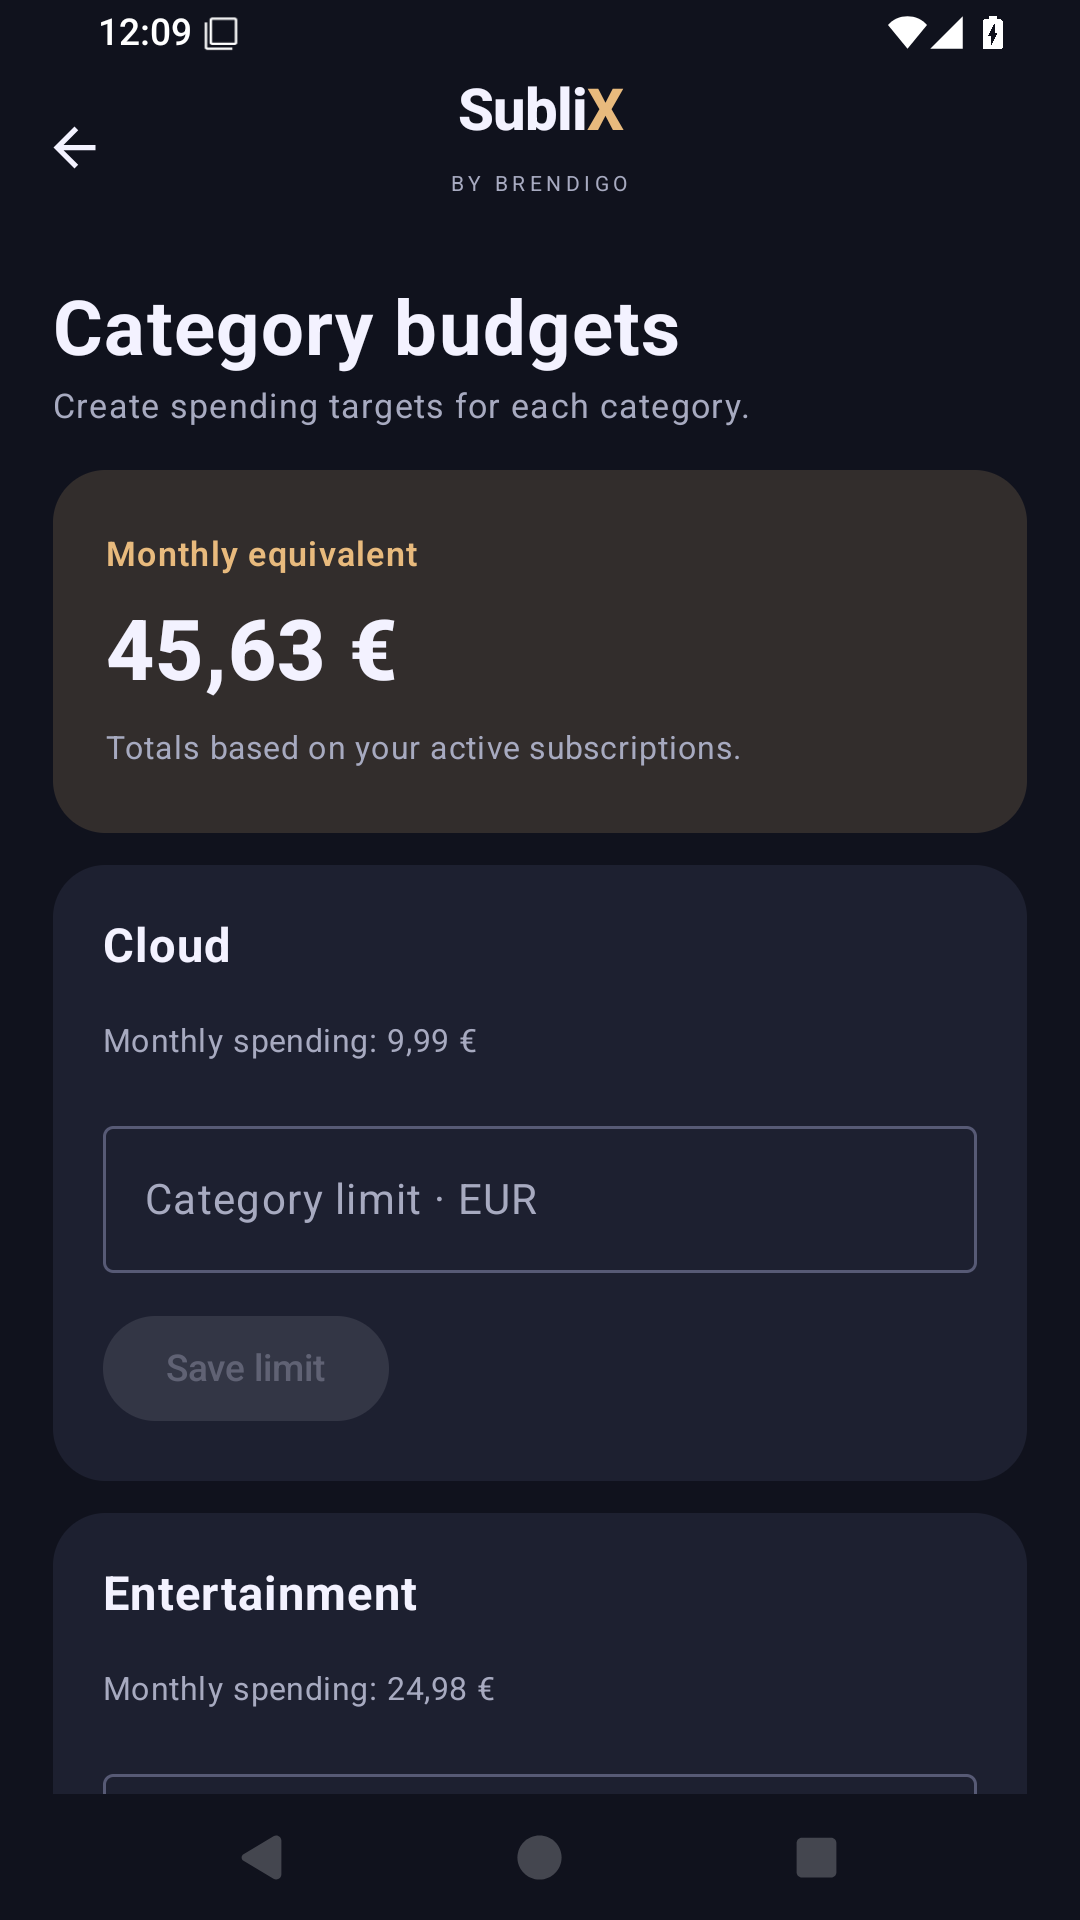 12:09
SubliX
BY BRENDIGO
Category budgets
Create spending targets for each category.
Monthly equivalent
45,63 €
Totals based on your active subscriptions.
Cloud
Monthly spending: 9,99 €
Category limit · EUR
Save limit
Entertainment
Monthly spending: 24,98 €